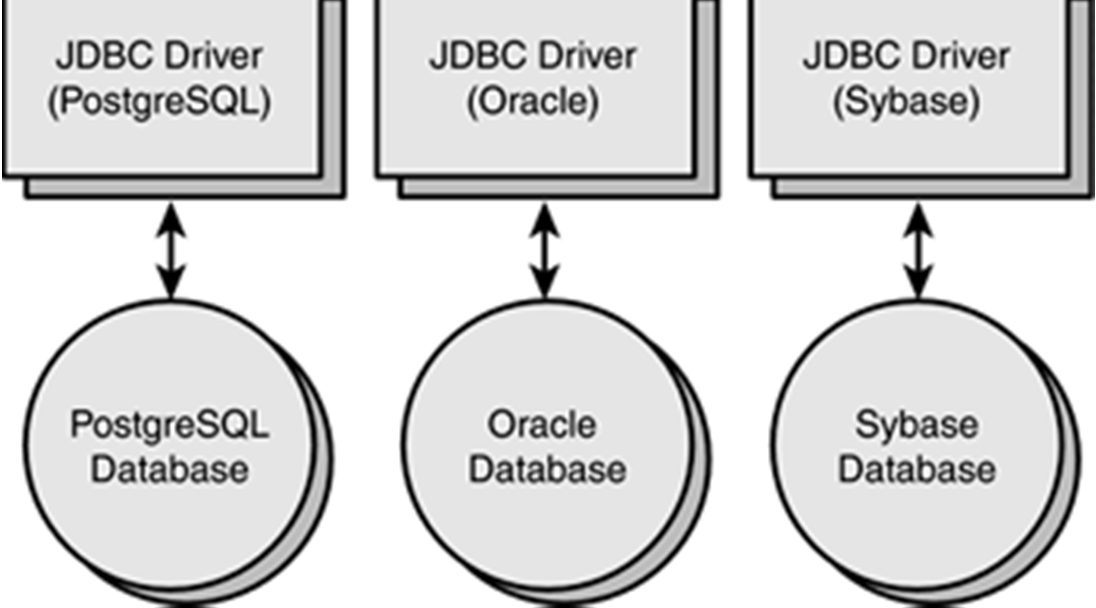 JDBC Driver
(PostgreSQL)
JDBC Driver
(Oracle)
JDBC Driver
(Sybase)
PostgreSQL
Database
Oracle
Database
Sybase
Database